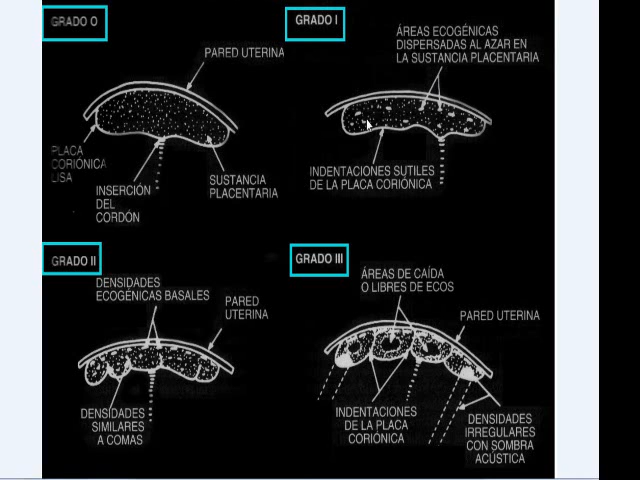 GRADO 0
PARED UTERINA
PLACA
CORIÓNICA
LISA
INSERCIÓN
DEL
CORDÓN
SUSTANCIA
PLACENTARIA
GRADO I
ÁREAS ECOGÉNICAS
DISPERSADAS AL AZAR EN
LA SUSTANCIA PLACENTARIA
INDENTACIONES SUTILES
DE LA PLACA CORIÓNICA
GRADO II
DENSIDADES
ECOGÉNICAS BASALES
PARED
UTERINA
DENSIDADES
SIMILARES
A COMAS
GRADO III
ÁREAS DE CAÍDA
O LIBRES DE ECOS
PARED UTERINA
INDENTACIONES
DE LA PLACA
CORIÓNICA
DENSIDADES
IRREGULARES
CON SOMBRA
ACÚSTICA